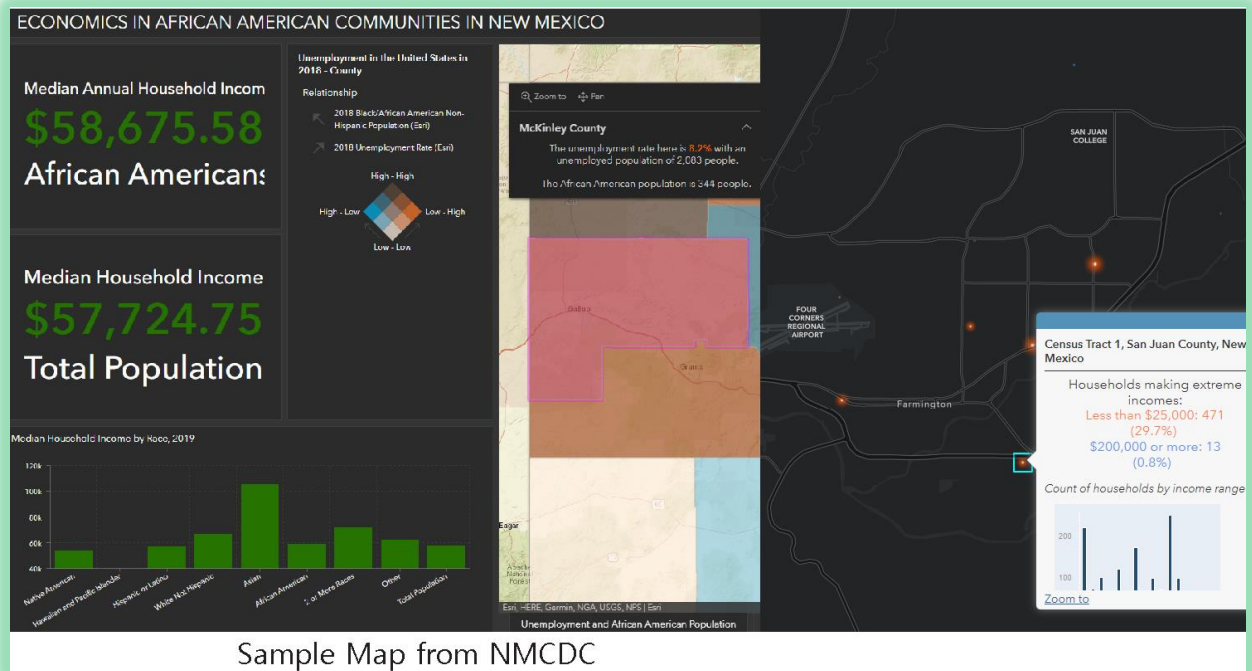 ECONOMICS IN AFRICAN AMERICAN COMMUNITIES IN NEW MEXICO
Median Annual Household Incom
$58,675.58
African Americans
Median Household Income
$57,724.75
Total Population
Unemployment in the United States in
2018 - County
Relationship
2018 Black/African American Non-
Hispanic Population (Esri)
2018 Unemployment Rate (Esri)
High - High
High - Low
Low - High
Low - Low
Median Household Income by Race, 2019
120k
100k
80k
60k
40k
Native American
Hawaiian and Pacific Islander
Hispanic or Latino
White Not Hispanic
Asian
African American
2 or More Races
Other
Total Population
Zoom to
Pan
McKinley County
The unemployment rate here is 8.2% with an
unemployed population of 2,083 people.
The African American population is 344 people.
Gallup
Grants
Eagar
Esri, HERE, Garmin, NGA, USGS, NPS | Esri
Unemployment and African American Population
SAN JUAN
COLLEGE
FOUR
CORNERS
REGIONAL
AIRPORT
Farmington
Census Tract 1, San Juan County, New
Mexico
Households making extreme
incomes:
Less than $25,000: 471
(29.7%)
$200,000 or more: 13
(0.8%)
Count of households by income range
200
100
Zoom to
Sample Map from NMCDC